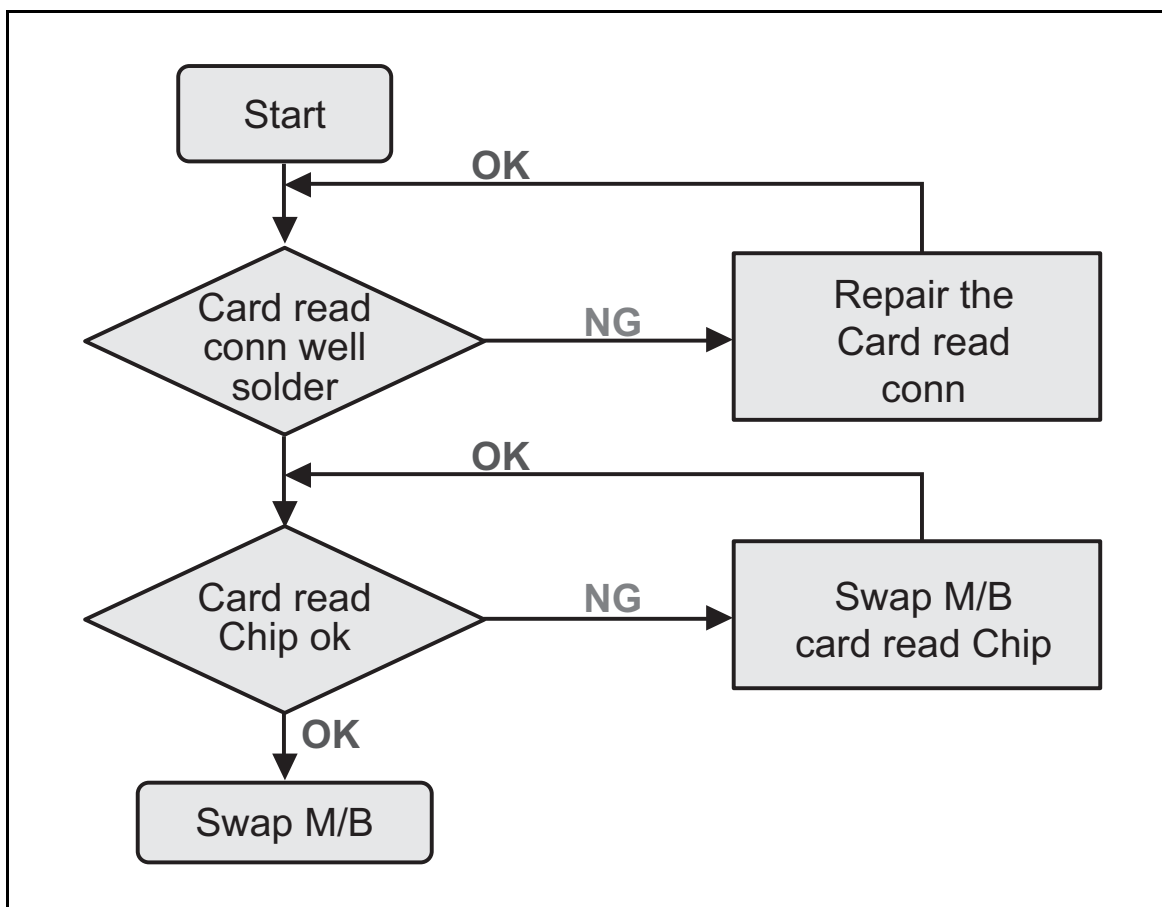 Start
OK
Card read
conn well
solder
NG
Repair the
Card read
conn
OK
Card read
Chip ok
NG
Swap M/B
card read Chip
OK
Swap M/B